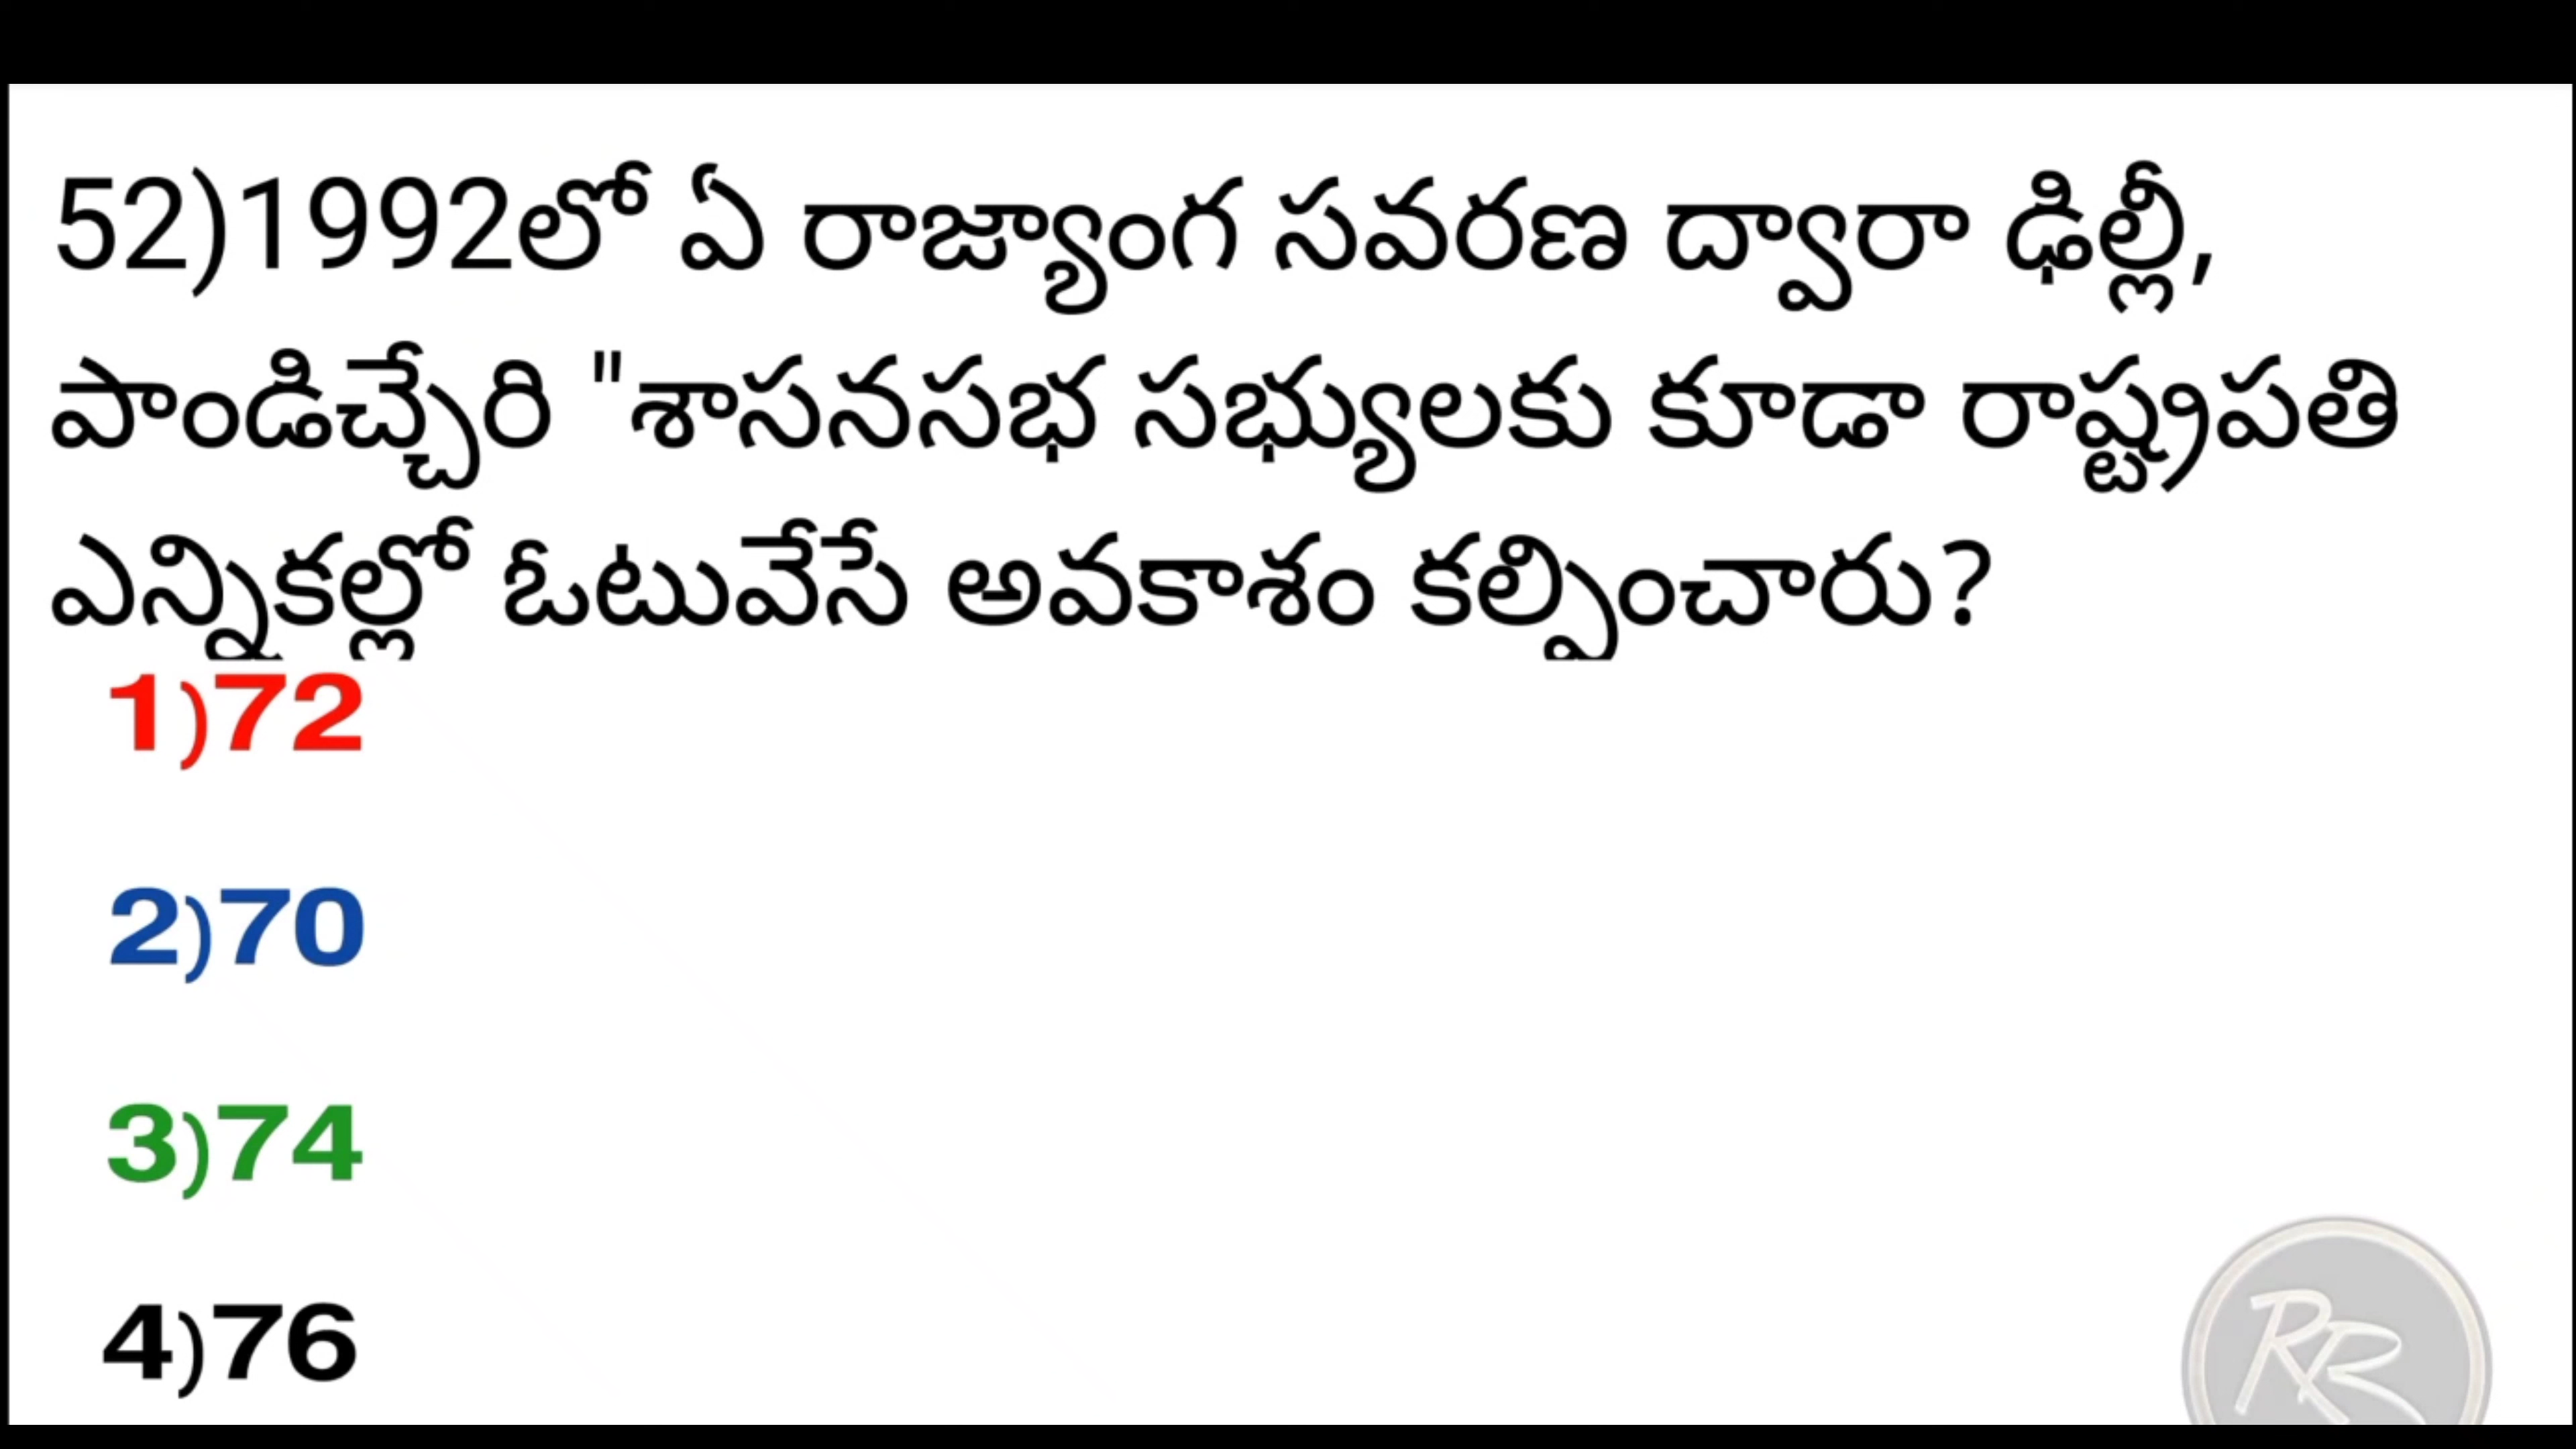 52)1992లో ఏ రాజ్యాంగ సవరణ ద్వారా ఢిల్లీ,
పాండిచ్చేరి "శాసనసభ సభ్యులకు కూడా రాష్ట్రపతి
ఎన్నికల్లో ఓటువేసే అవకాశం కల్పించారు?
1)72
2)70
3)74
4)76
RR